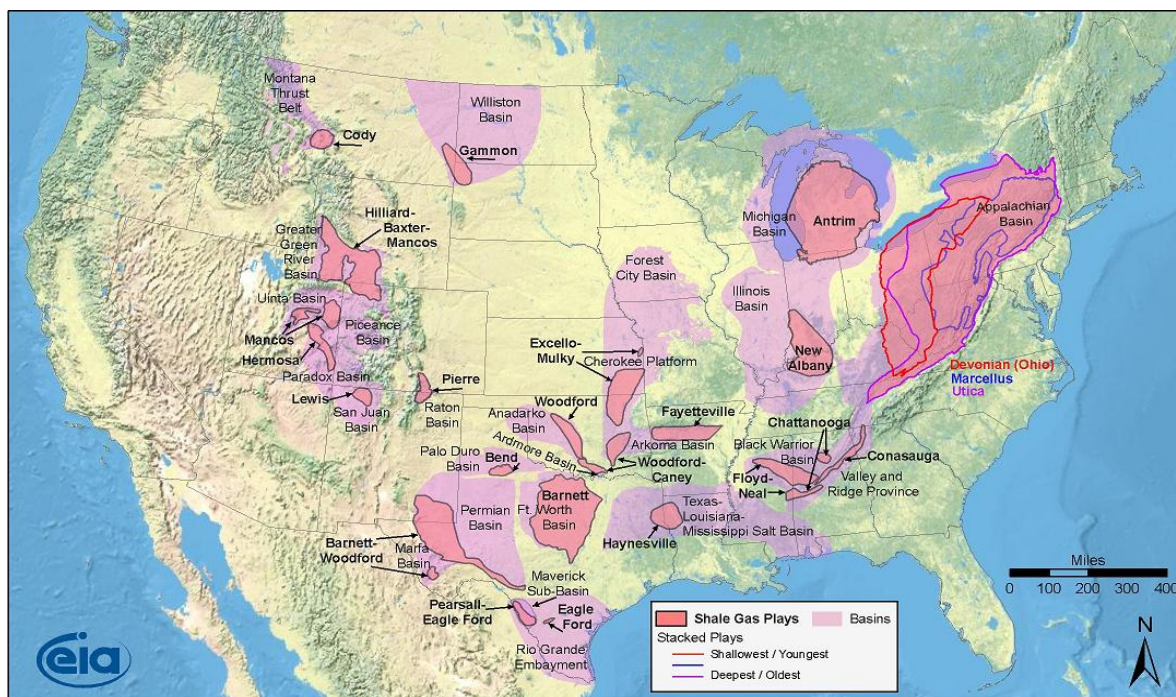 Montana
Thrust
Belt
Cody
Williston
Basin
Gammon
Hilliard-
Baxter-
Mancos
Greater
Green
River
Basin
Uinta Basin
Mancos
Piceance
Basin
Hermosa
Paradox Basin
Lewis
San Juan
Basin
Pierre
Raton
Basin
Michigan
Basin
Antrim
Appalachian
Basin
Devonian (Ohio)
Marcellus
Utica
Forest
City Basin
Illinois
Basin
New
Albany
Excello-
Mulky
Cherokee Platform
Woodford
Anadarko
Basin
Fayetteville
Arkoma Basin
Ardmore Basin
Woodford-
Caney
Palo Duro
Basin
Bend
Chattanooga
Black Warrior
Basin
Conasauga
Valley and
Ridge Province
Floyd-
Neal
Barnett
Ft. Worth
Basin
Permian
Basin
Barnett-
Woodford
Marfa
Basin
Texas-
Louisiana-
Mississippi Salt Basin
Haynesville
Maverick
Sub-Basin
Pearsall-
Eagle Ford
Eagle
Ford
Rio Grande
Embayment
Miles
0 100 200 300 400
N
Shale Gas Plays
Basins
Stacked Plays
Shallowest / Youngest
Deepest / Oldest
eia